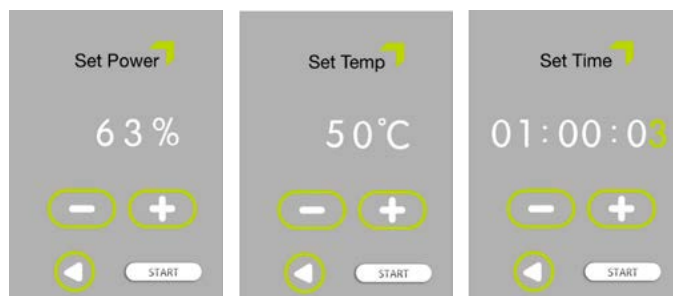 Set Power
63%
START
Set Temp
50°C
START
Set Time
01:00:03
START